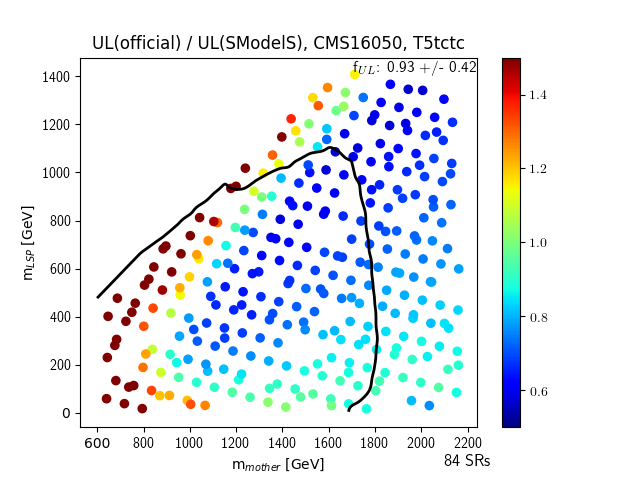 UL(official) / UL(SModelS), CMS16050, T5tctc
f_UL: 0.93 +/- 0.42
m_LSP [GeV]
1400
1200
1000
800
600
400
200
0
600 800 1000 1200 1400 1600 1800 2000 2200
m_mother [GeV]
84 SRs
1.4
1.2
1.0
0.8
0.6